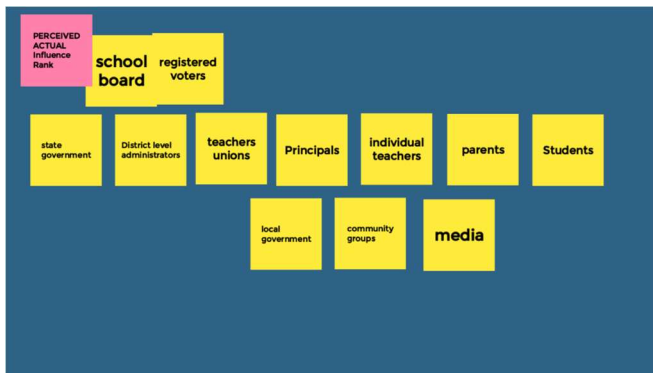 PERCEIVED
ACTUAL
Influence
Rank
school
board
registered
voters
state
government
District level
administrators
teachers
unions
Principals
individual
teachers
parents
Students
local
government
community
groups
media